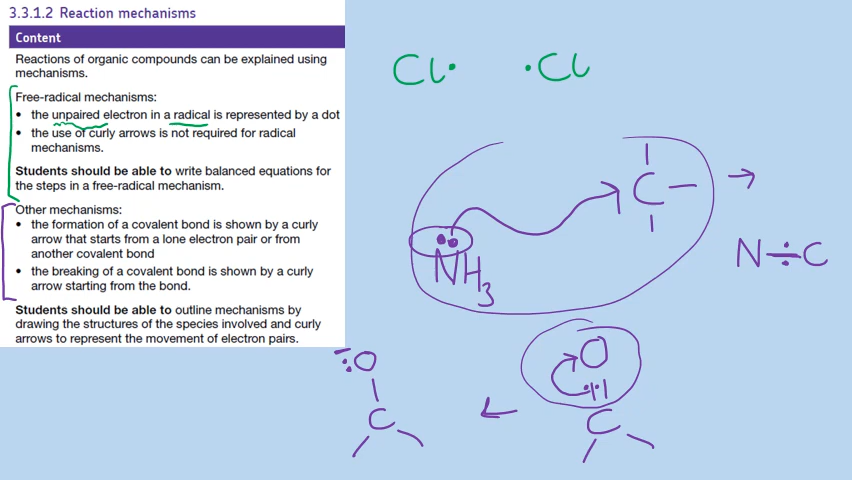 3.3.1.2 Reaction mechanisms
Content
Reactions of organic compounds can be explained using
mechanisms.
Free-radical mechanisms:
• the unpaired electron in a radical is represented by a dot
• the use of curly arrows is not required for radical
mechanisms.
Students should be able to write balanced equations for
the steps in a free-radical mechanism.
Other mechanisms:
• the formation of a covalent bond is shown by a curly
arrow that starts from a lone electron pair or from
another covalent bond
• the breaking of a covalent bond is shown by a curly
arrow starting from the bond.
Students should be able to outline mechanisms by
drawing the structures of the species involved and curly
arrows to represent the movement of electron pairs.
Cl• •Cl
C
NH3
N C
O
C
O
C